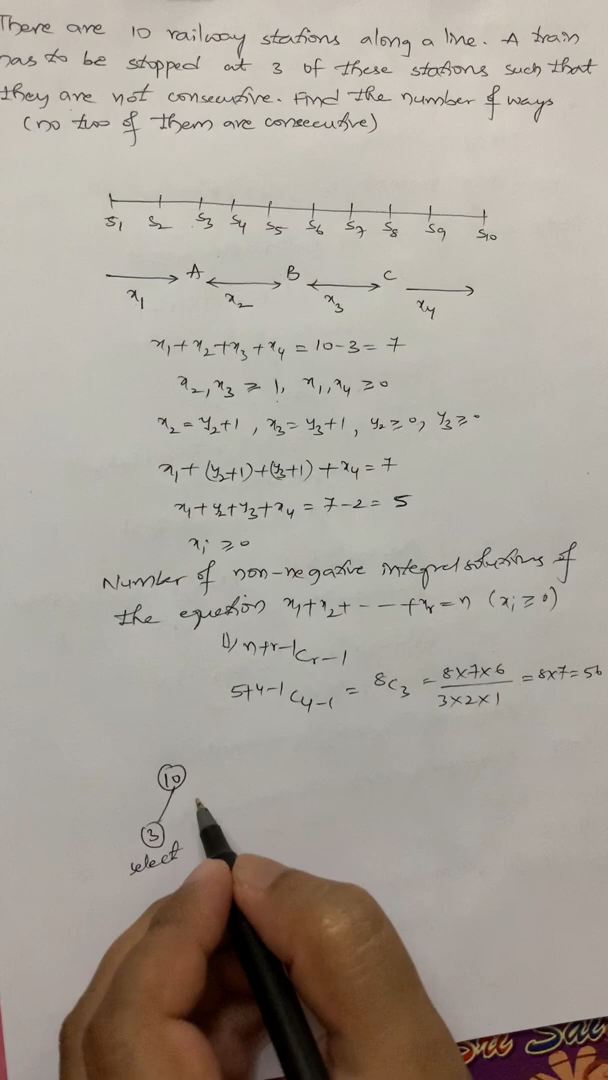 There are 10 railway stations along a line. A train
has to be stopped at 3 of these stations such that
they are not consecutive. Find the number of ways
(no two of them are consecutive)
S1 S2 S3 S4 S5 S6 S7 S8 S9 S10
A B C
x1 x2 x3 x4
x1+x2+x3+x4 = 10-3 = 7
x2, x3 ≥ 1, x1, x4 ≥0
x2 = y2+1 , x3 = y3+1 , y2 ≥0, y3 ≥0
x1 + (y2+1)+(y3+1) + x4 = 7
x1+y2+y3+x4 = 7-2 = 5
xi ≥0
Number of non-negative integral solutions of
the equation x1+x2+ --- +xr = n (xi ≥0)
is n+r-1Cr-1
5+4-1C4-1 = 8C3 = 8×7×6/3×2×1 = 8×7=56
10
3
select
Sri Sai